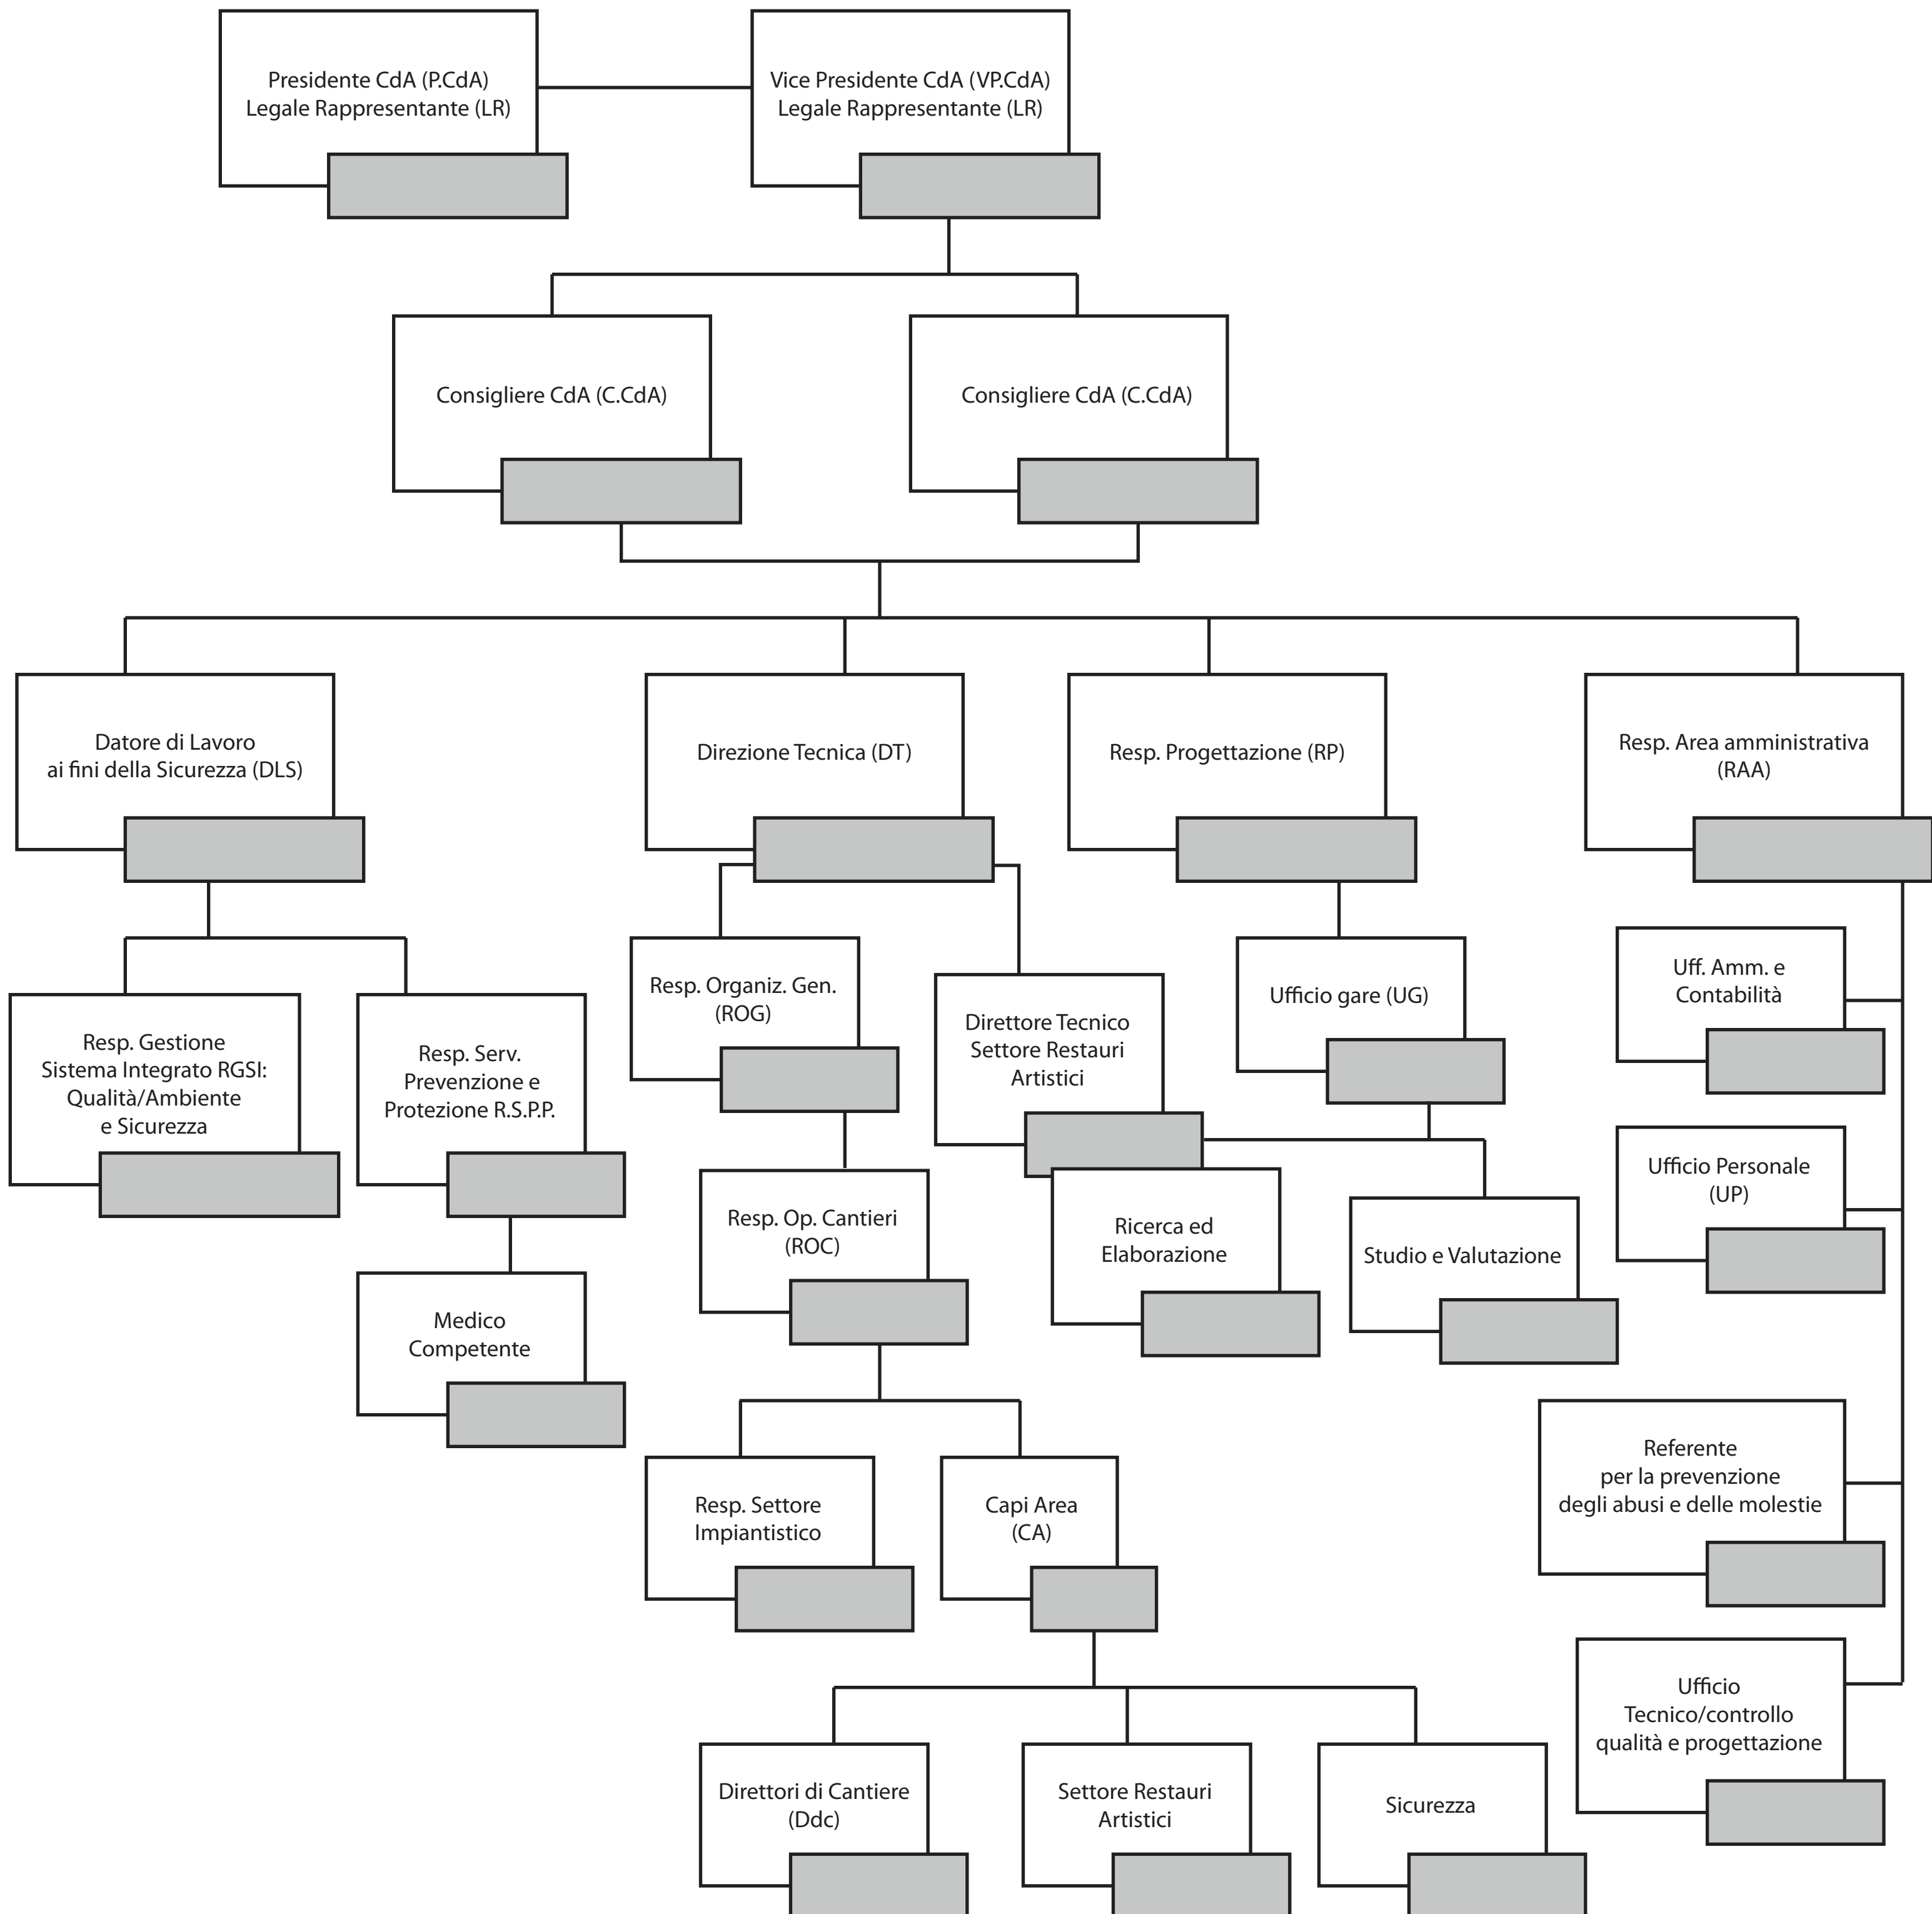 Presidente CdA (P.CdA)
Legale Rappresentante (LR)
Vice Presidente CdA (VP.CdA)
Legale Rappresentante (LR)
Consigliere CdA (C.CdA)
Consigliere CdA (C.CdA)
Datore di Lavoro
ai fini della Sicurezza (DLS)
Direzione Tecnica (DT)
Resp. Progettazione (RP)
Resp. Area amministrativa
(RAA)
Resp. Gestione
Sistema Integrato RGSI:
Qualità/Ambiente
e Sicurezza
Resp. Serv.
Prevenzione e
Protezione R.S.P.P.
Resp. Organiz. Gen.
(ROG)
Direttore Tecnico
Settore Restauri
Artistici
Ufficio gare (UG)
Uff. Amm. e
Contabilità
Resp. Op. Cantieri
(ROC)
Ricerca ed
Elaborazione
Studio e Valutazione
Ufficio Personale
(UP)
Medico
Competente
Resp. Settore
Impiantistico
Capi Area
(CA)
Referente
per la prevenzione
degli abusi e delle molestie
Ufficio
Tecnico/controllo
qualità e progettazione
Direttori di Cantiere
(Ddc)
Settore Restauri
Artistici
Sicurezza